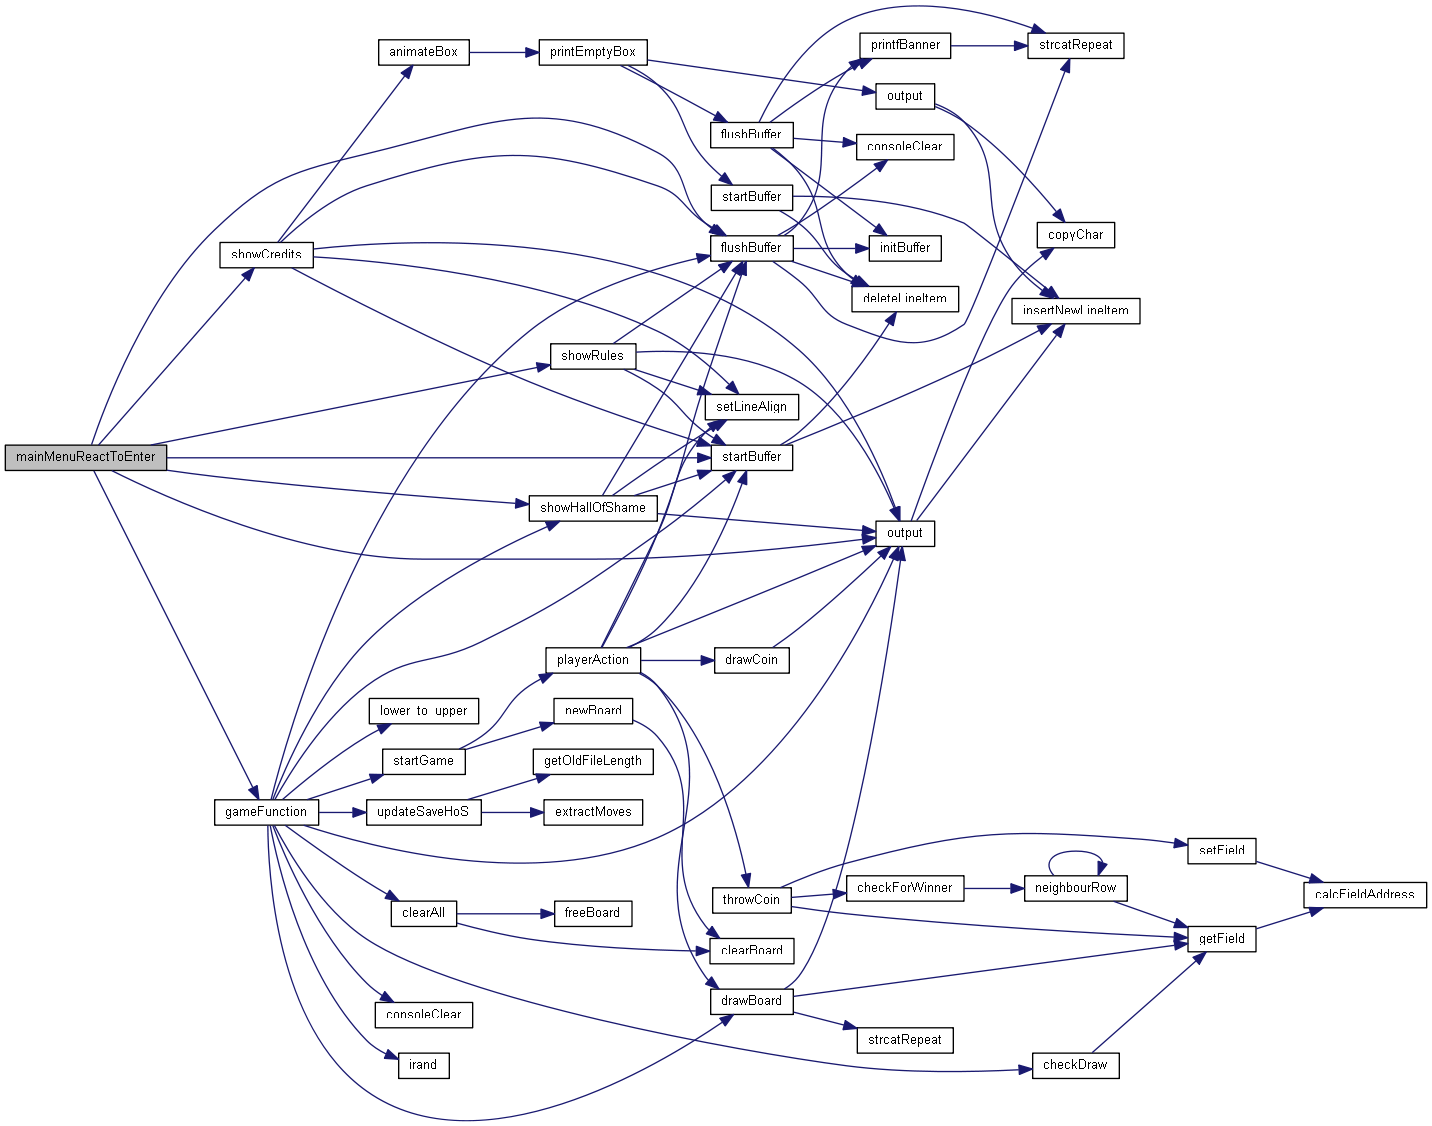 animateBox
printEmptyBox
printfBanner
strcatRepeat
output
flushBuffer
consoleClear
startBuffer
copyChar
showCredits
flushBuffer
initBuffer
deleteLineItem
insertNewLineItem
showRules
setLineAlign
mainMenuReactToEnter
startBuffer
showHallOfShame
output
playerAction
drawCoin
lower_to_upper
newBoard
startGame
getOldFileLength
gameFunction
updateSaveHoS
extractMoves
setField
checkForWinner
neighbourRow
calcFieldAddress
throwCoin
clearAll
freeBoard
getField
clearBoard
drawBoard
consoleClear
strcatRepeat
irand
checkDraw